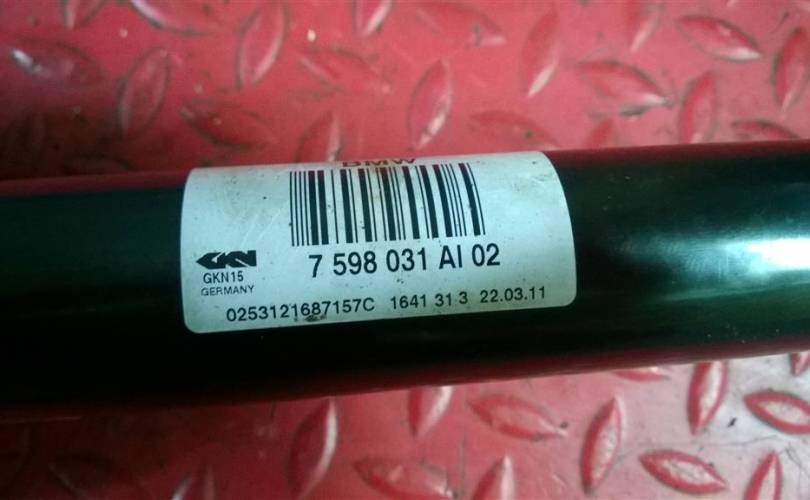 BMW
7 598 031 AI 02
GKN
GKN15
GERMANY
0253121687157C 1641 31 3 22.03.11